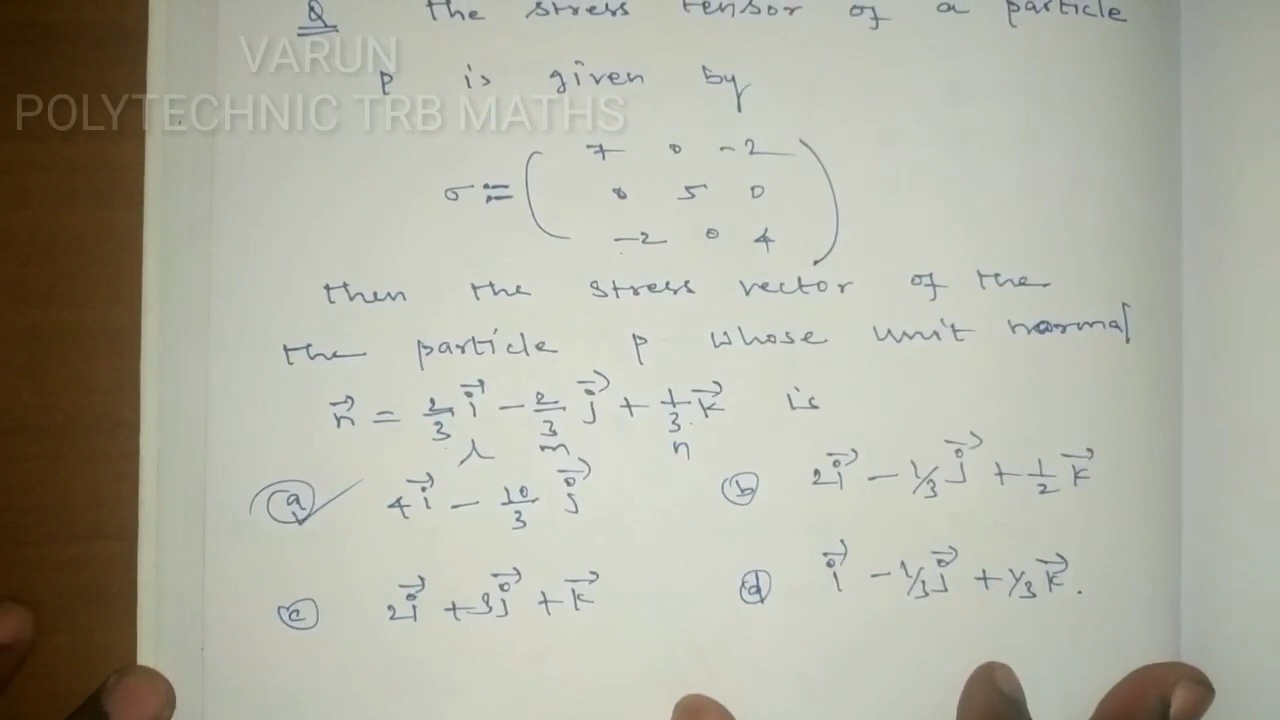 Q the stress tensor of a particle
VARUN
P is given by
POLYTECHNIC TRB MATHS
σ = ( 7 0 -2
0 5 0
-2 0 4 )
then the stress vector of the
the particle P whose unit normal
n⃗ = 2/3 i⃗ - 2/3 j⃗ + 1/3 k⃗ is
l m n
(a) ✓ 4i⃗ - 10/3 j⃗ (b) 2i⃗ - 1/3 j⃗ + 1/2 k⃗
(c) 2i⃗ + 3j⃗ + k⃗ (d) i⃗ - 1/3 j⃗ + 1/3 k⃗.